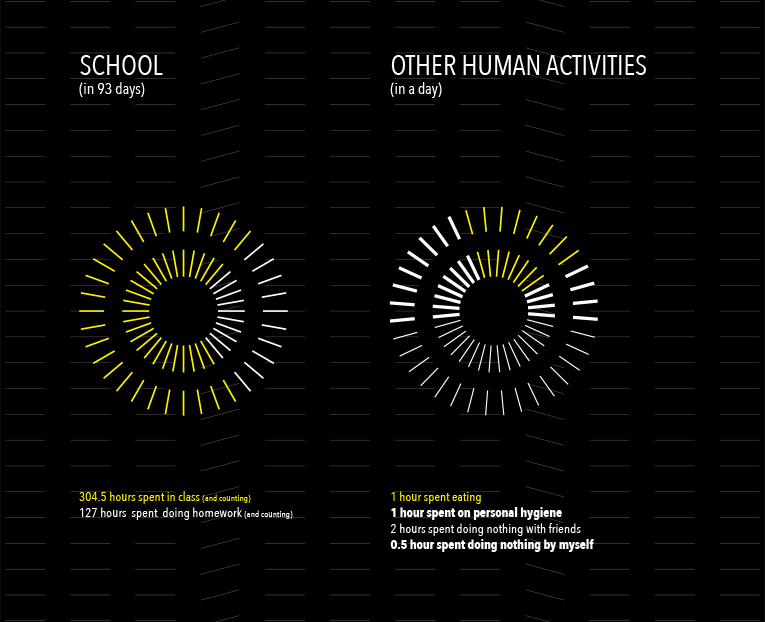 SCHOOL
(in 93 days)
304.5 hours spent in class (and counting)
127 hours spent doing homework (and counting)
OTHER HUMAN ACTIVITIES
(in a day)
1 hour spent eating
1 hour spent on personal hygiene
2 hours spent doing nothing with friends
0.5 hour spent doing nothing by myself